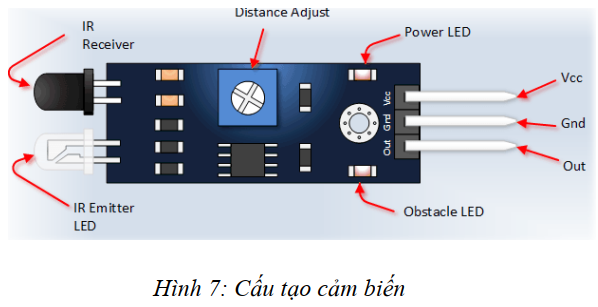 Distance Adjust
IR
Receiver
Power LED
Vcc
Gnd
Out
Vcc
Gnd
Out
IR Emitter
LED
Obstacle LED
Hình 7: Cấu tạo cảm biến